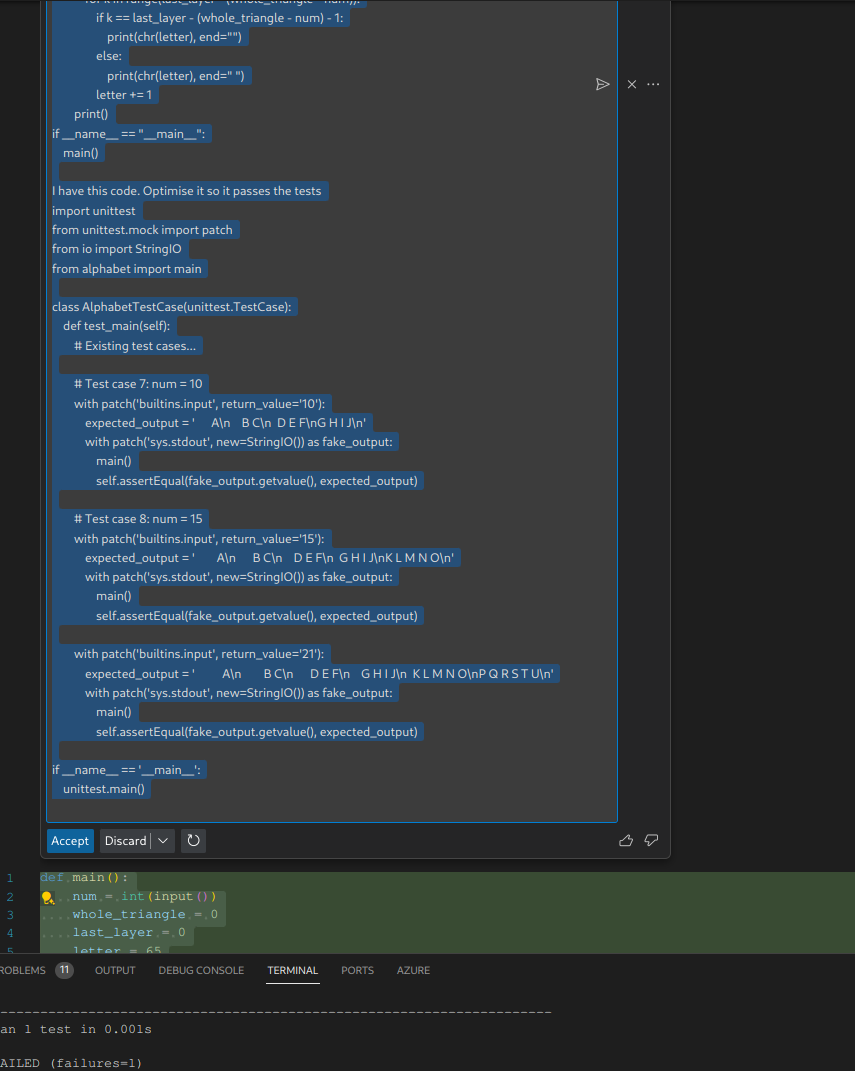 for k in range(last_layer - (whole_triangle - num)):
if k == last_layer - (whole_triangle - num) - 1:
print(chr(letter), end="")
else:
print(chr(letter), end=" ")
letter += 1
print()
if __name__ == "__main__":
main()
I have this code. Optimise it so it passes the tests
import unittest
from unittest.mock import patch
from io import StringIO
from alphabet import main
class AlphabetTestCase(unittest.TestCase):
def test_main(self):
# Existing test cases...
# Test case 7: num = 10
with patch('builtins.input', return_value='10'):
expected_output = '      A\n    B C\n  D E F\nG H I J\n'
with patch('sys.stdout', new=StringIO()) as fake_output:
main()
self.assertEqual(fake_output.getvalue(), expected_output)
# Test case 8: num = 15
with patch('builtins.input', return_value='15'):
expected_output = '        A\n      B C\n    D E F\n  G H I J\nK L M N O\n'
with patch('sys.stdout', new=StringIO()) as fake_output:
main()
self.assertEqual(fake_output.getvalue(), expected_output)
with patch('builtins.input', return_value='21'):
expected_output = '          A\n        B C\n      D E F\n    G H I J\n  K L M N O\nP Q R S T U\n'
with patch('sys.stdout', new=StringIO()) as fake_output:
main()
self.assertEqual(fake_output.getvalue(), expected_output)
if __name__ == '__main__':
unittest.main()
Accept Discard
1 def main():
2 num = int(input())
3 whole_triangle = 0
4 last_layer = 0
5 letter = 65
ROBLEMS 11 OUTPUT DEBUG CONSOLE TERMINAL PORTS AZURE
----------------------------------------------------------------------
an 1 test in 0.001s
AILED (failures=1)